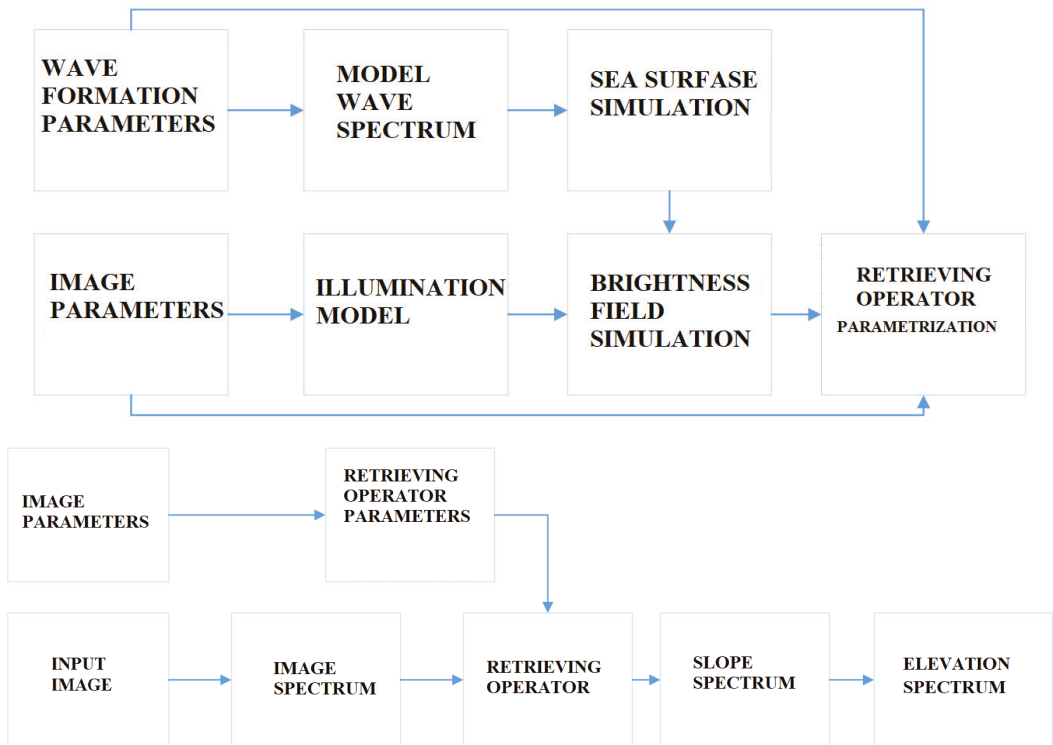 WAVE
FORMATION
PARAMETERS
MODEL
WAVE
SPECTRUM
SEA SURFASE
SIMULATION
IMAGE
PARAMETERS
ILLUMINATION
MODEL
BRIGHTNESS
FIELD
SIMULATION
RETRIEVING
OPERATOR
PARAMETRIZATION
IMAGE
PARAMETERS
RETRIEVING
OPERATOR
PARAMETERS
INPUT
IMAGE
IMAGE
SPECTRUM
RETRIEVING
OPERATOR
SLOPE
SPECTRUM
ELEVATION
SPECTRUM